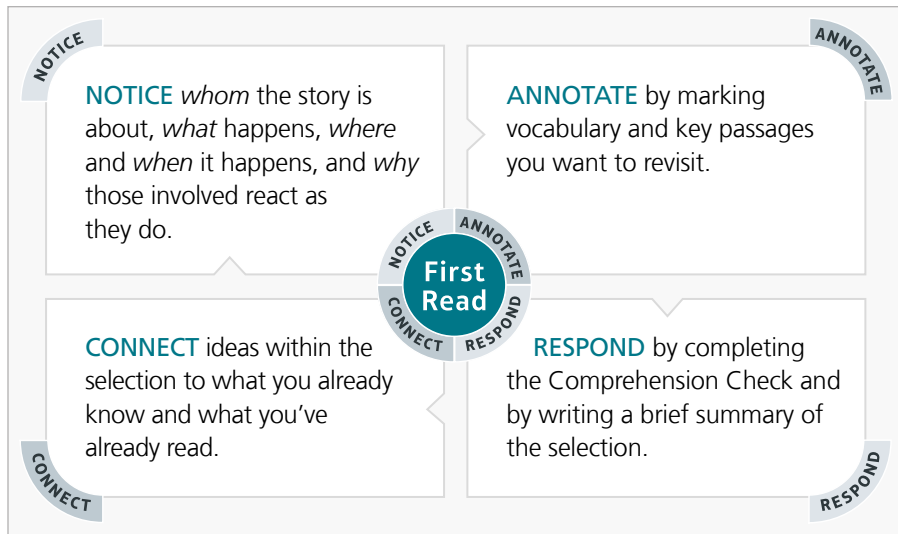 NOTICE
NOTICE whom the story is
about, what happens, where
and when it happens, and why
those involved react as
they do.
ANNOTATE
ANNOTATE by marking
vocabulary and key passages
you want to revisit.
NOTICE
ANNOTATE
First
Read
CONNECT
RESPOND
CONNECT ideas within the
selection to what you already
know and what you’ve
already read.
CONNECT
RESPOND by completing
the Comprehension Check and
by writing a brief summary of
the selection.
RESPOND